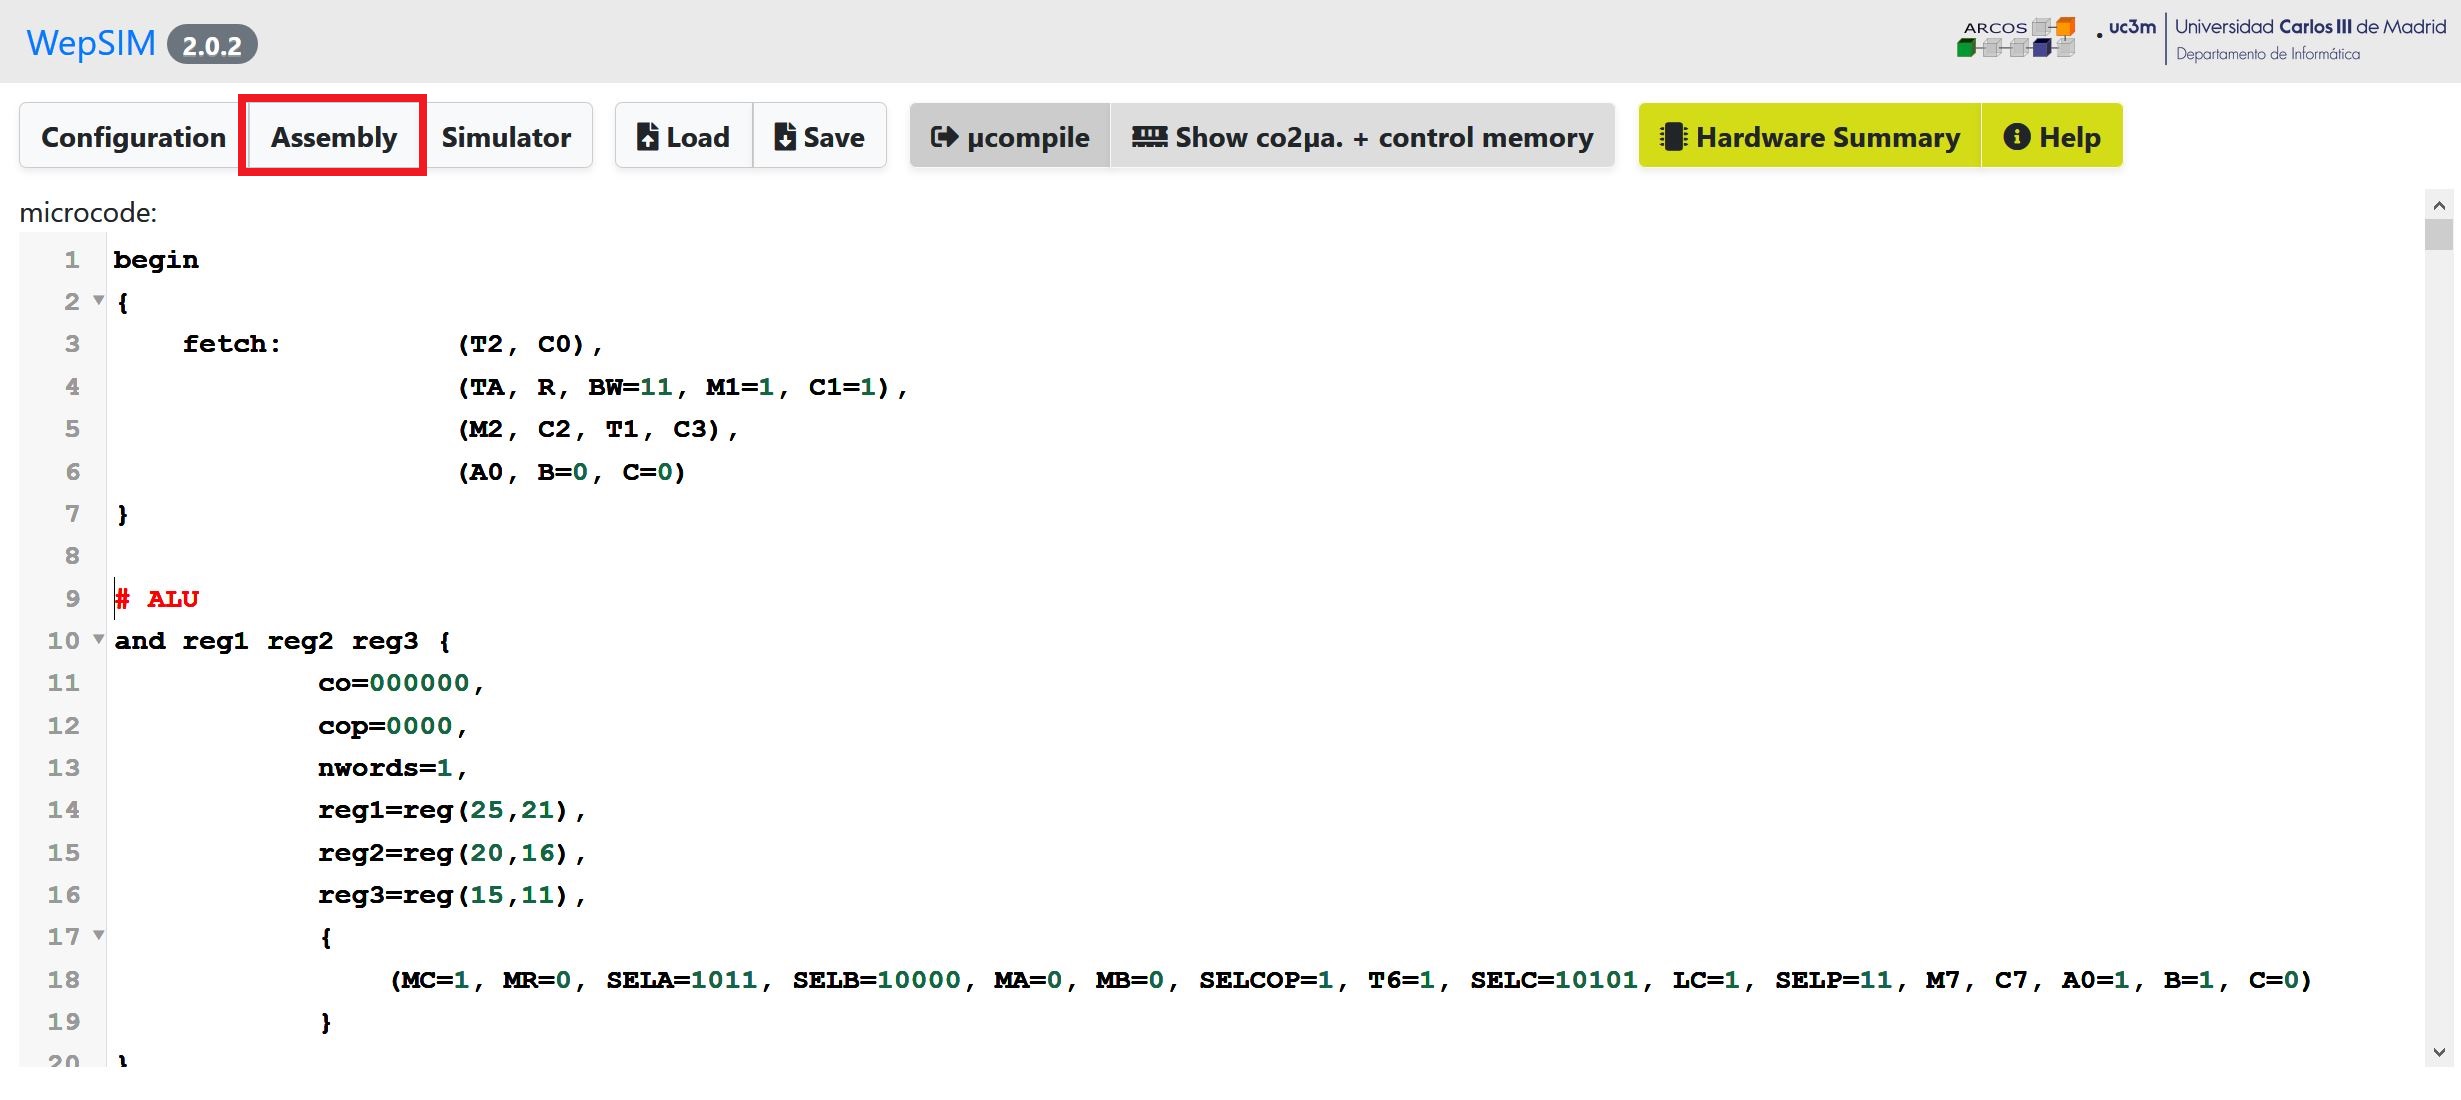 WepSIM 2.0.2
ARCOS
uc3m Universidad Carlos III de Madrid
Departamento de Informática
Configuration Assembly Simulator Load Save µcompile Show co2µa. + control memory Hardware Summary Help
microcode:
1 begin
2 {
3 fetch: (T2, C0),
4 (TA, R, BW=11, M1=1, C1=1),
5 (M2, C2, T1, C3),
6 (A0, B=0, C=0)
7 }
8
9 # ALU
10 and reg1 reg2 reg3 {
11 co=000000,
12 cop=0000,
13 nwords=1,
14 reg1=reg(25,21),
15 reg2=reg(20,16),
16 reg3=reg(15,11),
17 {
18 (MC=1, MR=0, SELA=1011, SELB=10000, MA=0, MB=0, SELCOP=1, T6=1, SELC=10101, LC=1, SELP=11, M7, C7, A0=1, B=1, C=0)
19 }
20 }